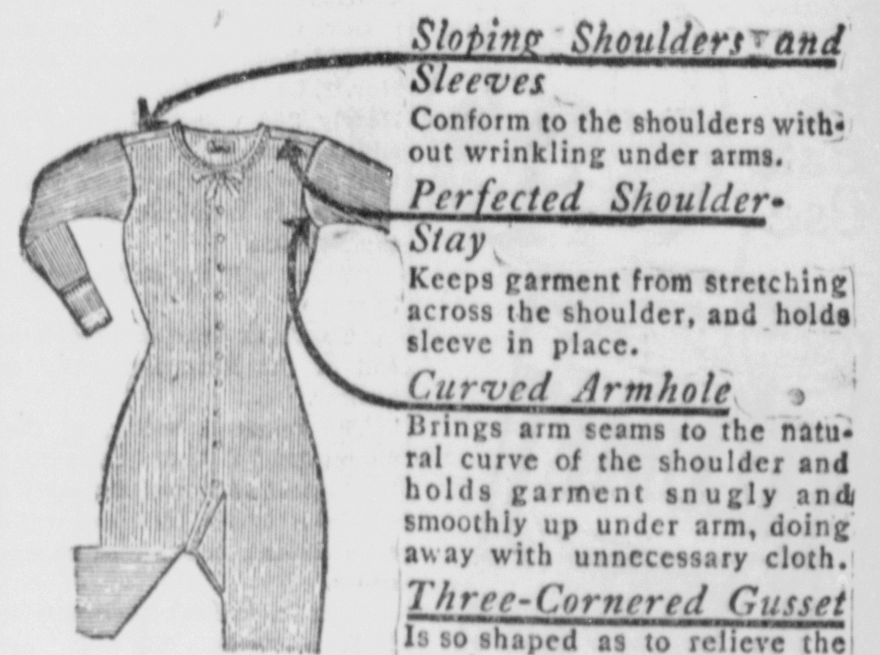 Sloping Shoulders and
Sleeves
Conform to the shoulders with-
out wrinkling under arms.
Perfected Shoulder-
Stay
Keeps garment from stretching
across the shoulder, and holds
sleeve in place.
Curved Armhole
Brings arm seams to the natu-
ral curve of the shoulder and
holds garment snugly and
smoothly up under arm, doing
away with unnecessary cloth.
Three-Cornered Gusset
Is so shaped as to relieve the